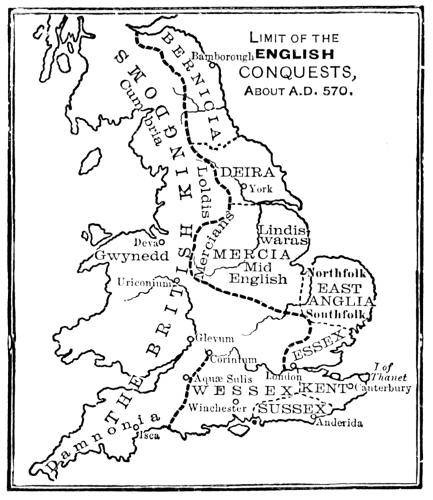 LIMIT OF THE
ENGLISH
CONQUESTS,
ABOUT A.D. 570.
BERNICIA
Bamborough
THE BRITISH KINGDOMS
Cumbria
DEIRA
York
Loidis
Lindis
waras
Mercians
MERCIA
Mid
English
Deva
Gwynedd
Uriconium
Northfolk
EAST
ANGLIA
Southfolk
ESSEX
Glevum
Corinium
London
I of
Thanet
Aquæ Sulis
WESSEX
KENT
Canterbury
Winchester
SUSSEX
Anderida
Damnonia
Isca